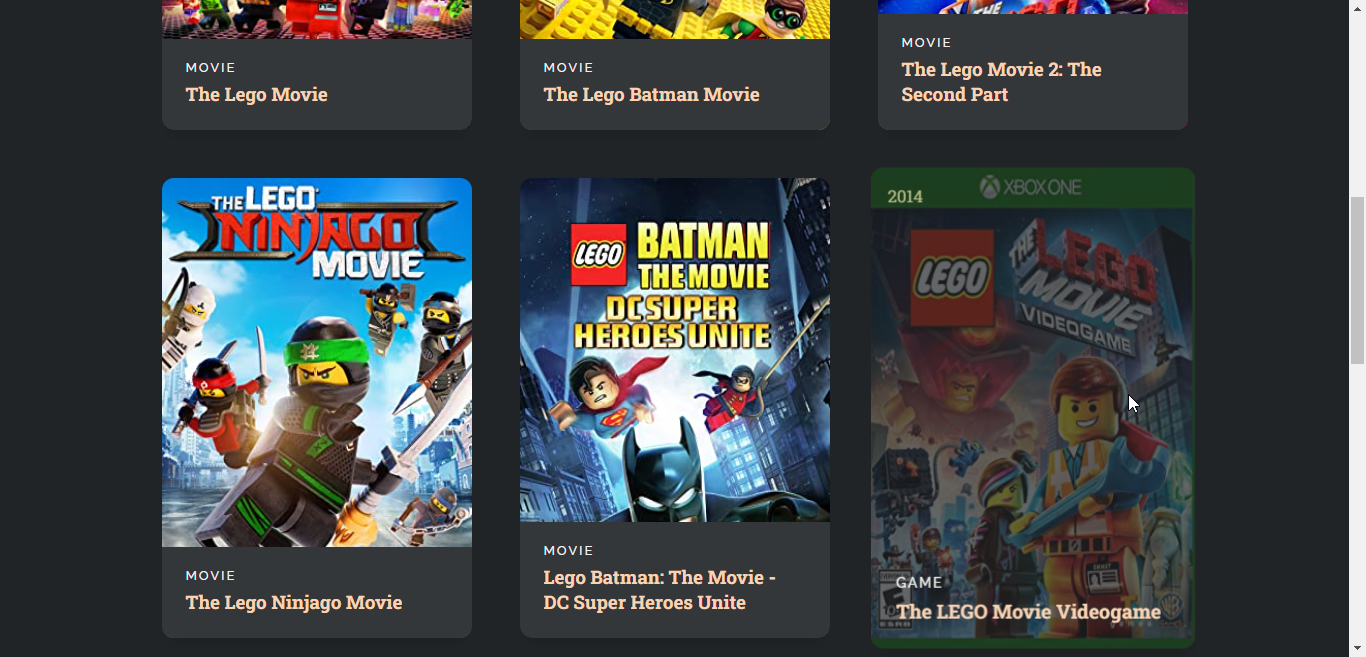 MOVIE
The Lego Movie
MOVIE
The Lego Batman Movie
MOVIE
The Lego Movie 2: The
Second Part
THE LEGO
NINJAGO
MOVIE
MOVIE
The Lego Ninjago Movie
LEGO
BATMAN
THE MOVIE
DC SUPER
HEROES UNITE
MOVIE
Lego Batman: The Movie -
DC Super Heroes Unite
XBOX ONE
2014
LEGO
THE LEGO
MOVIE
VIDEOGAME
GAME
The LEGO Movie Videogame